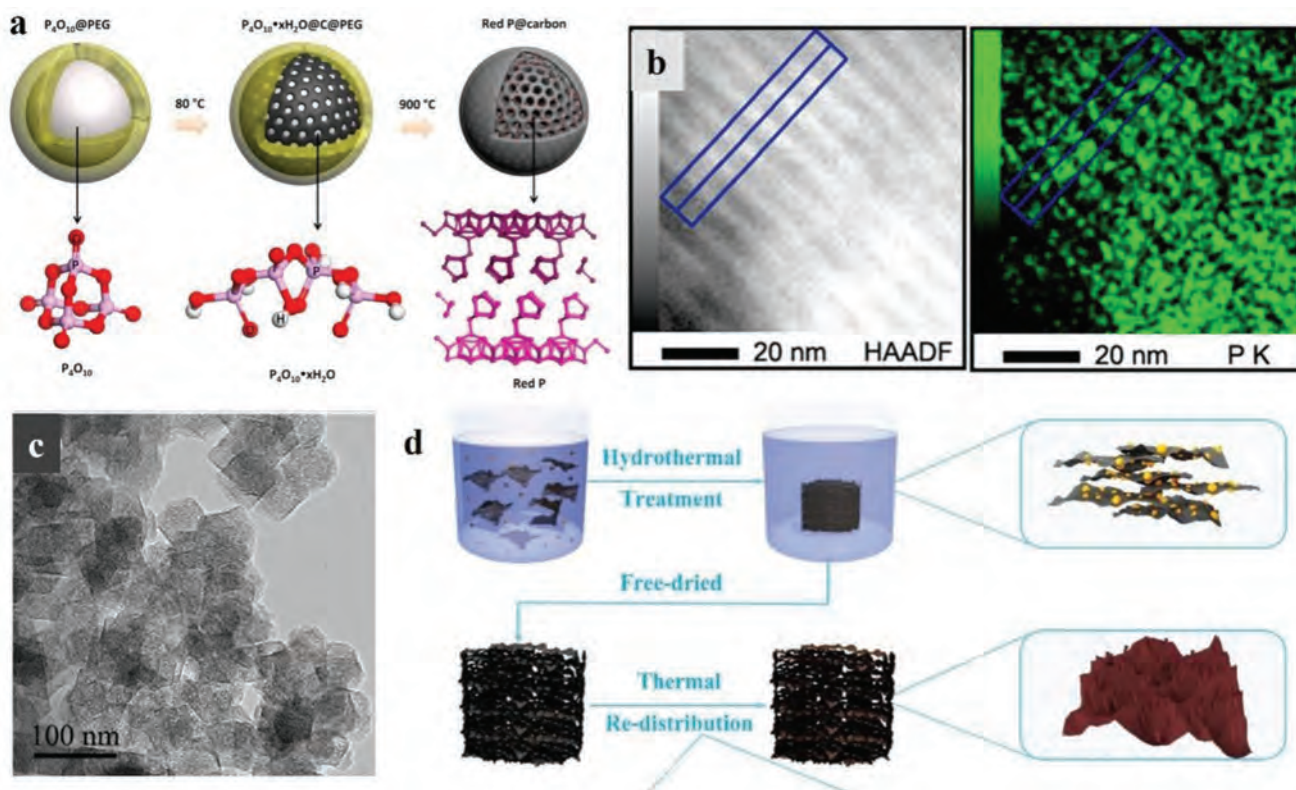 a
P₄O₁₀@PEG
P₄O₁₀•xH₂O@C@PEG
Red P@carbon
80 °C
900 °C
P
O
P
H
P₄O₁₀
P₄O₁₀•xH₂O
Red P
b
20 nm HAADF
20 nm P K
c
100 nm
d
Hydrothermal
Treatment
Free-dried
Thermal
Re-distribution